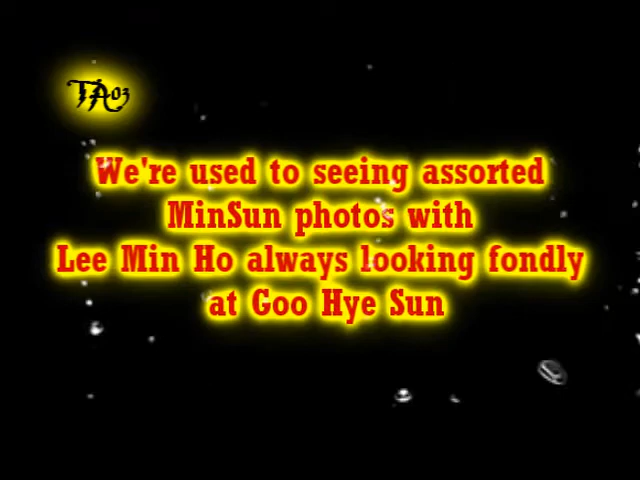 TA03
We're used to seeing assorted
MinSun photos with
Lee Min Ho always looking fondly
at Goo Hye Sun